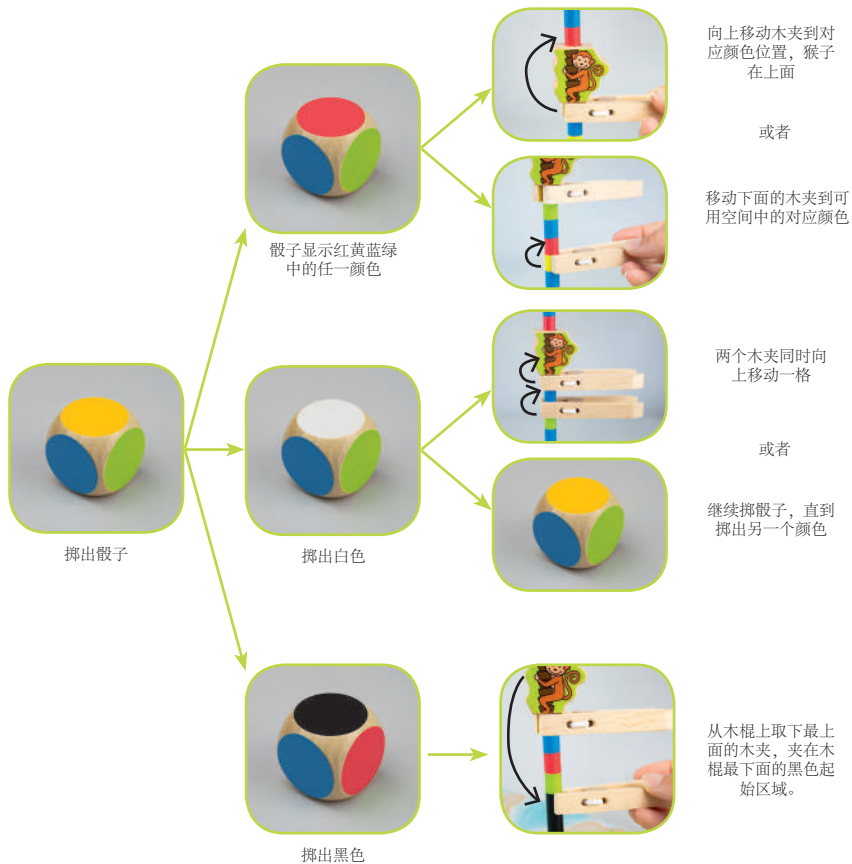 向上移动木夹到对
应颜色位置，猴子
在上面
或者
移动下面的木夹到可
用空间中的对应颜色
骰子显示红黄蓝绿
中的任一颜色
两个木夹同时向
上移动一格
或者
继续掷骰子，直到
掷出另一个颜色
掷出骰子
掷出白色
从木棍上取下最上
面的木夹，夹在木
棍最下面的黑色起
始区域。
掷出黑色